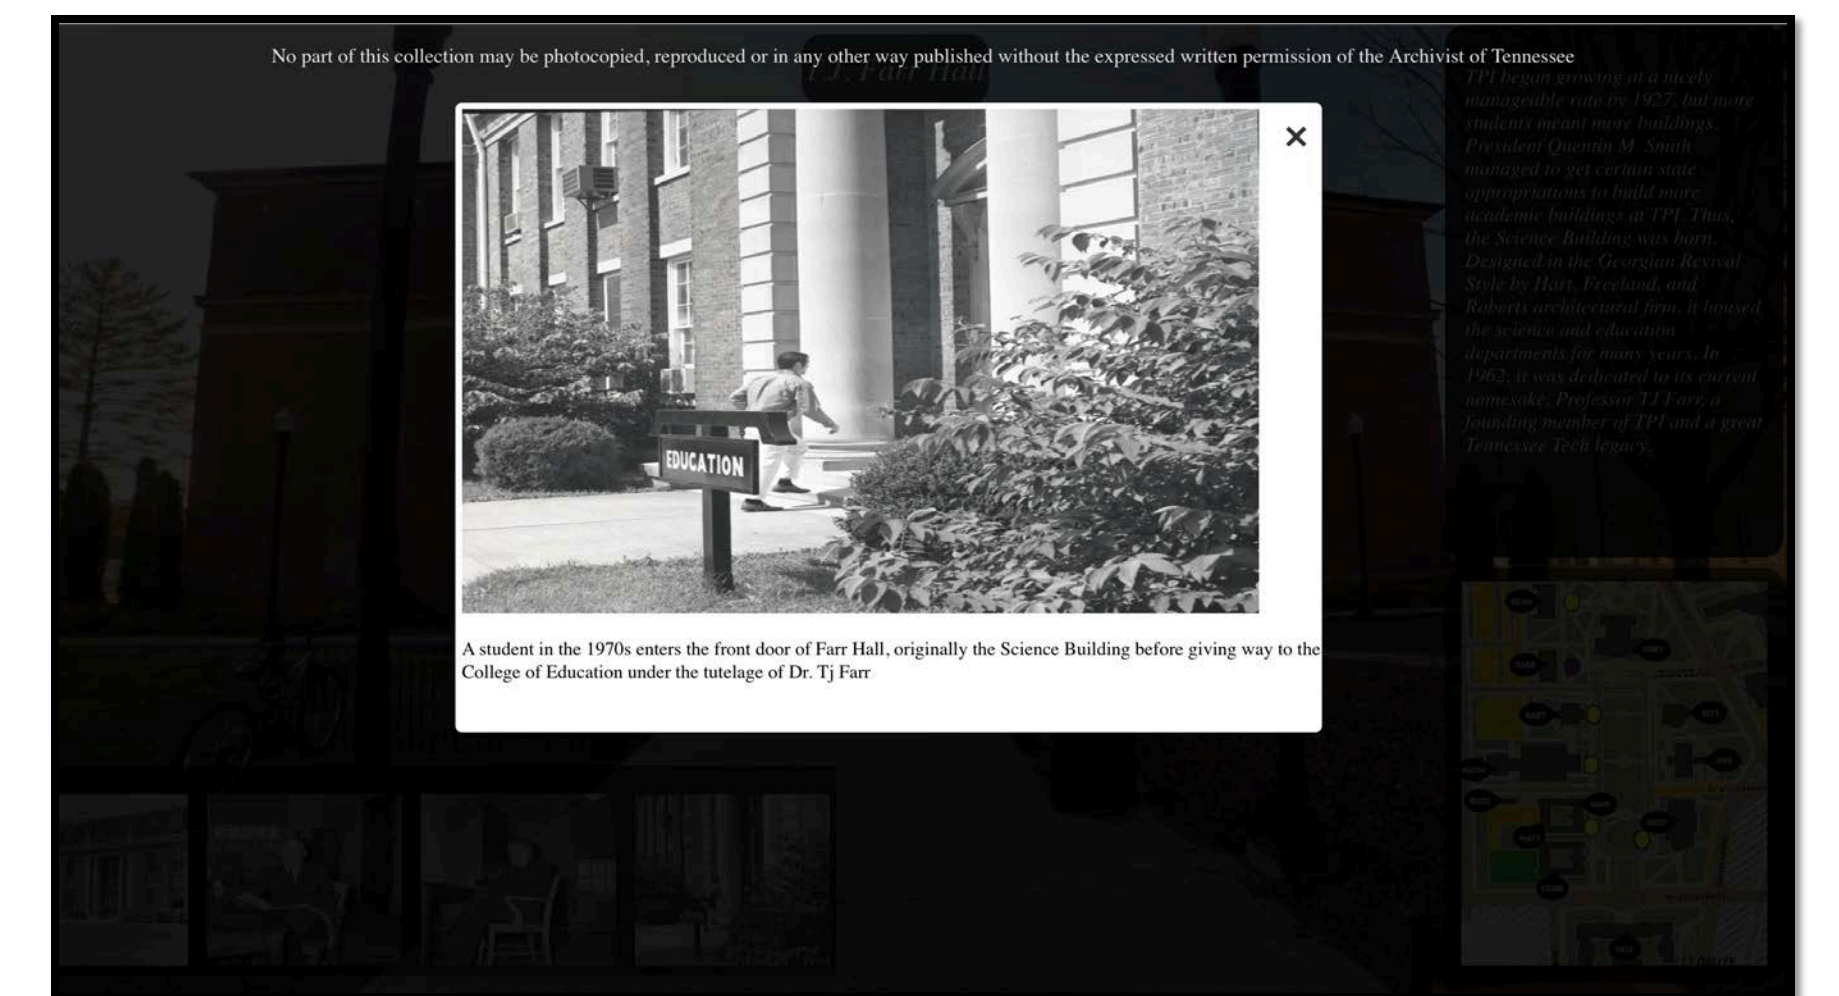 No part of this collection may be photocopied, reproduced or in any other way published without the expressed written permission of the Archivist of Tennessee
T.J. Farr Hall
TPI began growing at a nicely
manageable rate by 1927, but more
students meant more buildings.
President Quentin M. Smith
managed to get certain state
appropriations to build more
academic buildings at TPI. Thus,
the Science Building was born.
Designed in the Georgian Revival
Style by Hart, Freeland, and
Roberts architectural firm, it housed
the science and education
departments for many years. In
1962, it was dedicated to its current
namesake, Professor TJ Farr, a
founding member of TPI and a great
Tennessee Tech legacy.
EDUCATION
A student in the 1970s enters the front door of Farr Hall, originally the Science Building before giving way to the
College of Education under the tutelage of Dr. Tj Farr